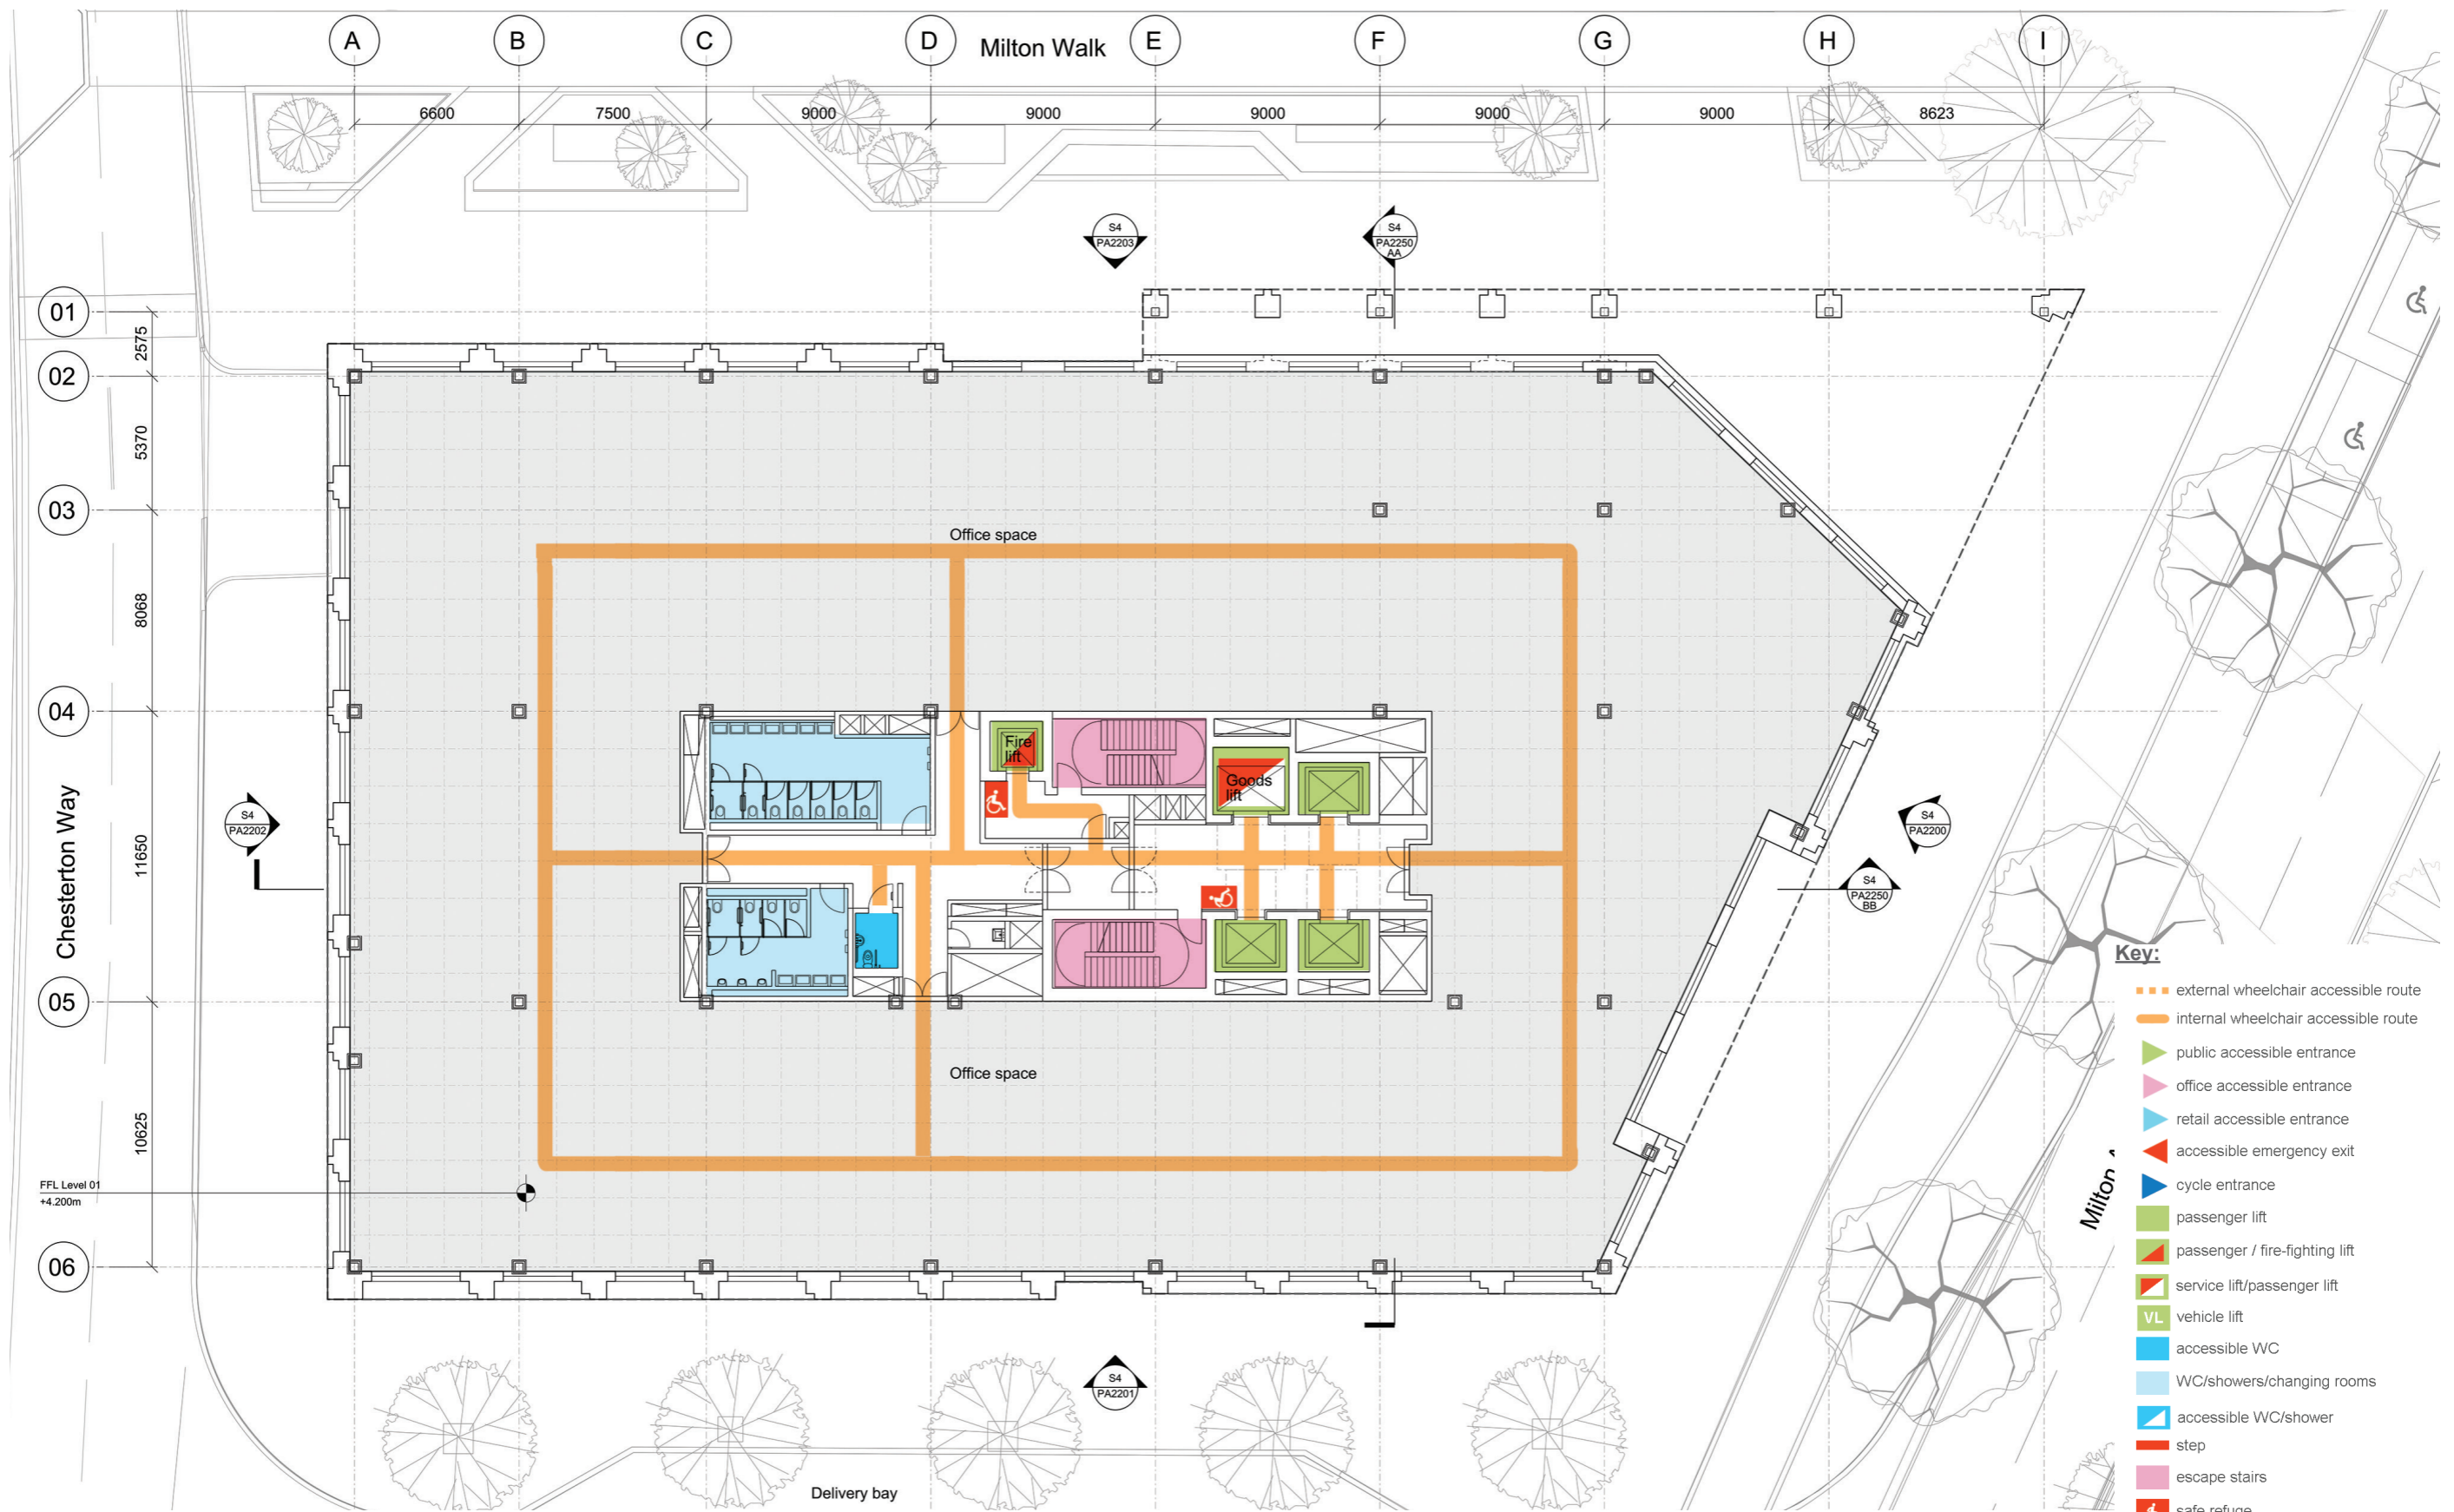 A
B
C
D
Milton Walk
E
F
G
H
I
6600
7500
9000
9000
9000
9000
9000
8623
S4
PA2203
S4
PA2250
AA
01
2575
02
5370
03
Office space
8068
04
Fire
lift
Goods
lift
Chesterton Way
S4
PA2202
11650
S4
PA2200
S4
PA2250
BB
05
Office space
10625
FFL Level 01
+4.200m
06
S4
PA2201
Delivery bay
Milton
Key:
external wheelchair accessible route
internal wheelchair accessible route
public accessible entrance
office accessible entrance
retail accessible entrance
accessible emergency exit
cycle entrance
passenger lift
passenger / fire-fighting lift
service lift/passenger lift
VL vehicle lift
accessible WC
WC/showers/changing rooms
accessible WC/shower
step
escape stairs
safe refuge